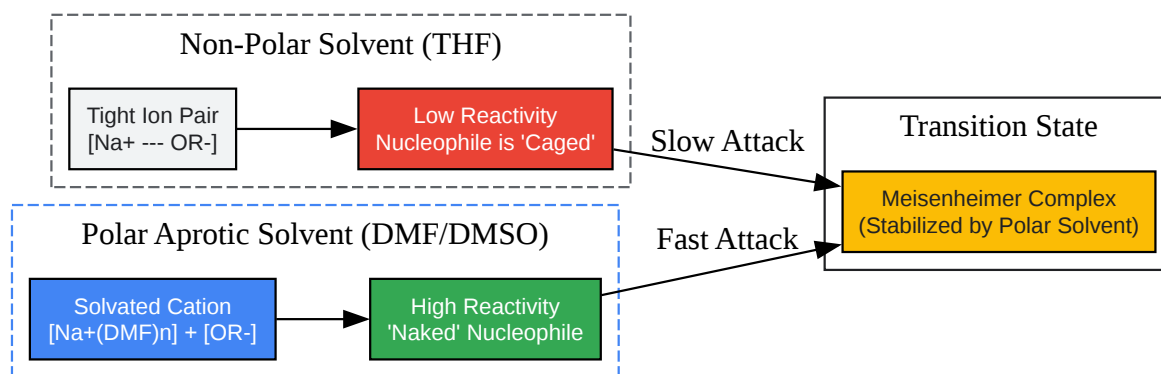 Non-Polar Solvent (THF)
Tight Ion Pair
[Na+ --- OR-]
Low Reactivity
Nucleophile is 'Caged'
Slow Attack
Transition State
Meisenheimer Complex
(Stabilized by Polar Solvent)
Polar Aprotic Solvent (DMF/DMSO)
Fast Attack
Solvated Cation
[Na+(DMF)n] + [OR-]
High Reactivity
'Naked' Nucleophile